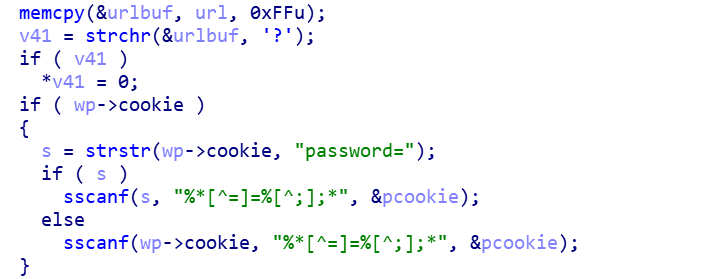 memcpy(&urlbuf, url, 0xFFu);
v41 = strchr(&urlbuf, '?');
if ( v41 )
  *v41 = 0;
if ( wp->cookie )
{
  s = strstr(wp->cookie, "password=");
  if ( s )
    sscanf(s, "%*[^=]=%[^;];*", &pcookie);
  else
    sscanf(wp->cookie, "%*[^=]=%[^;];*", &pcookie);
}